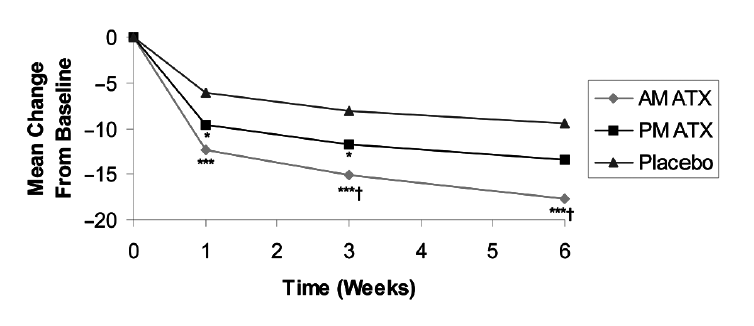 0
−5
−10
−15
−20
Mean Change
From Baseline
*
***
*
***†
***†
0 1 2 3 4 5 6
Time (Weeks)
AM ATX
PM ATX
Placebo